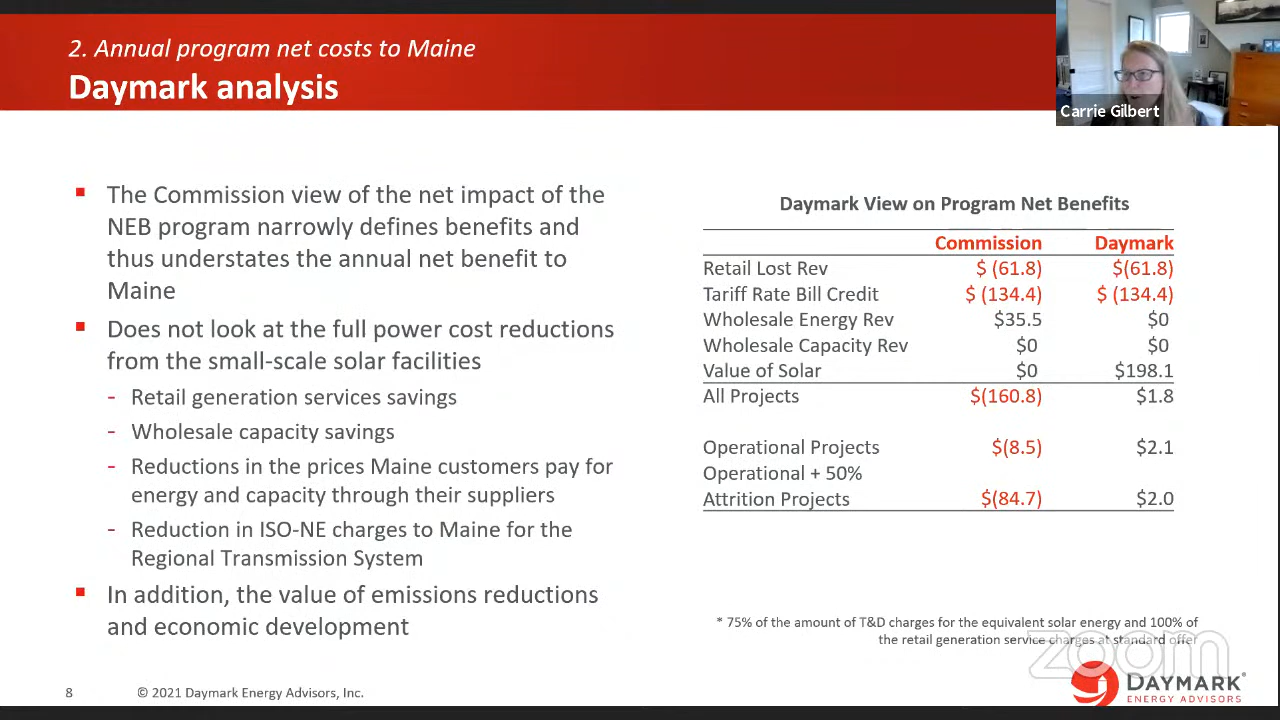 2. Annual program net costs to Maine
Daymark analysis
Carrie Gilbert
▪ The Commission view of the net impact of the
NEB program narrowly defines benefits and
thus understates the annual net benefit to
Maine
▪ Does not look at the full power cost reductions
from the small-scale solar facilities
- Retail generation services savings
- Wholesale capacity savings
- Reductions in the prices Maine customers pay for
energy and capacity through their suppliers
- Reduction in ISO-NE charges to Maine for the
Regional Transmission System
▪ In addition, the value of emissions reductions
and economic development
Daymark View on Program Net Benefits
Commission Daymark
Retail Lost Rev $ (61.8) $(61.8)
Tariff Rate Bill Credit $ (134.4) $ (134.4)
Wholesale Energy Rev $35.5 $0
Wholesale Capacity Rev $0 $0
Value of Solar $0 $198.1
All Projects $(160.8) $1.8
Operational Projects $(8.5) $2.1
Operational + 50%
Attrition Projects $(84.7) $2.0
* 75% of the amount of T&D charges for the equivalent solar energy and 100% of
the retail generation service charges at standard offer
zoom
8 © 2021 Daymark Energy Advisors, Inc.
DAYMARK®
ENERGY ADVISORS